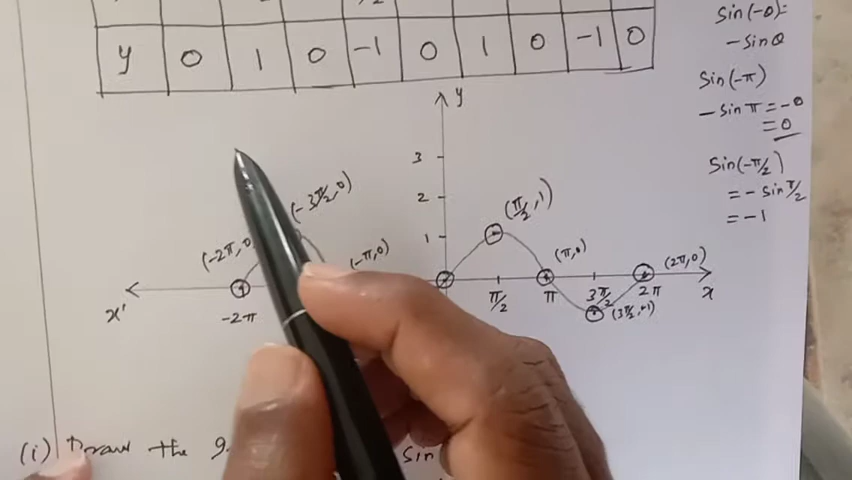 y 0 1 0 -1 0 1 0 -1 0
sin(-θ)=
-sinθ
sin(-π)
-sinπ = -0
= 0
sin(-π/2)
= -sin π/2
= -1
y
3
2
1
(-2π,0
(-3π/2,0)
(-π,0)
(π/2,1)
(π,0)
(2π,0)
(3π/2,-1)
x'
-2π
π/2
π
3π/2
2π
x
(i) Draw the
sin